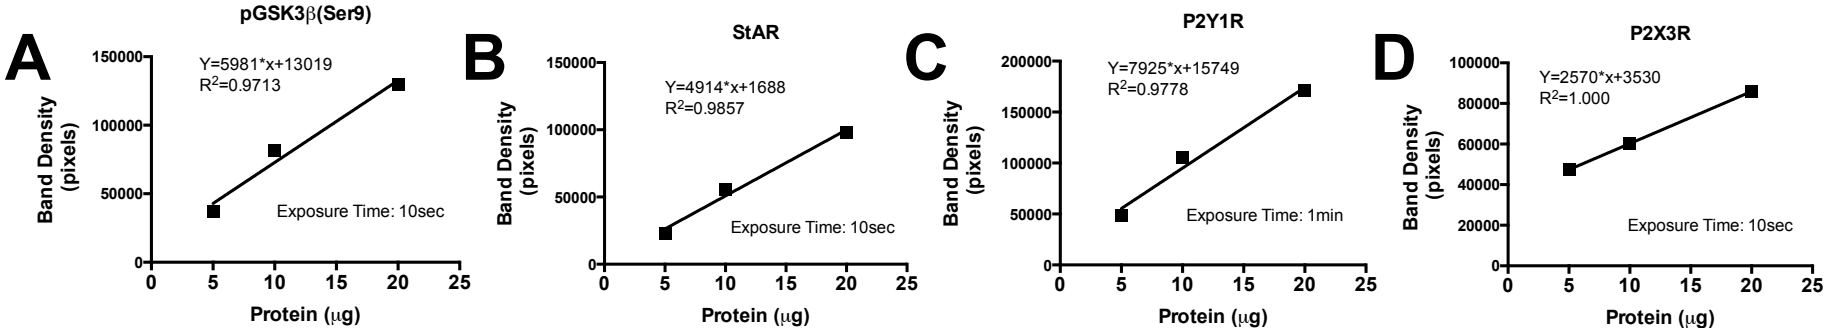 A
pGSK3β(Ser9)
Y=5981*x+13019
R²=0.9713
Exposure Time: 10sec
Band Density
(pixels)
150000
100000
50000
0
0 5 10 15 20 25
Protein (µg)
B
StAR
Y=4914*x+1688
R²=0.9857
Exposure Time: 10sec
Band Density
(pixels)
150000
100000
50000
0
0 5 10 15 20 25
Protein (µg)
C
P2Y1R
Y=7925*x+15749
R²=0.9778
Exposure Time: 1min
Band Density
(pixels)
200000
150000
100000
50000
0
0 5 10 15 20 25
Protein (µg)
D
P2X3R
Y=2570*x+3530
R²=1.000
Exposure Time: 10sec
Band Density
(pixels)
100000
80000
60000
40000
20000
0
0 5 10 15 20 25
Protein (µg)